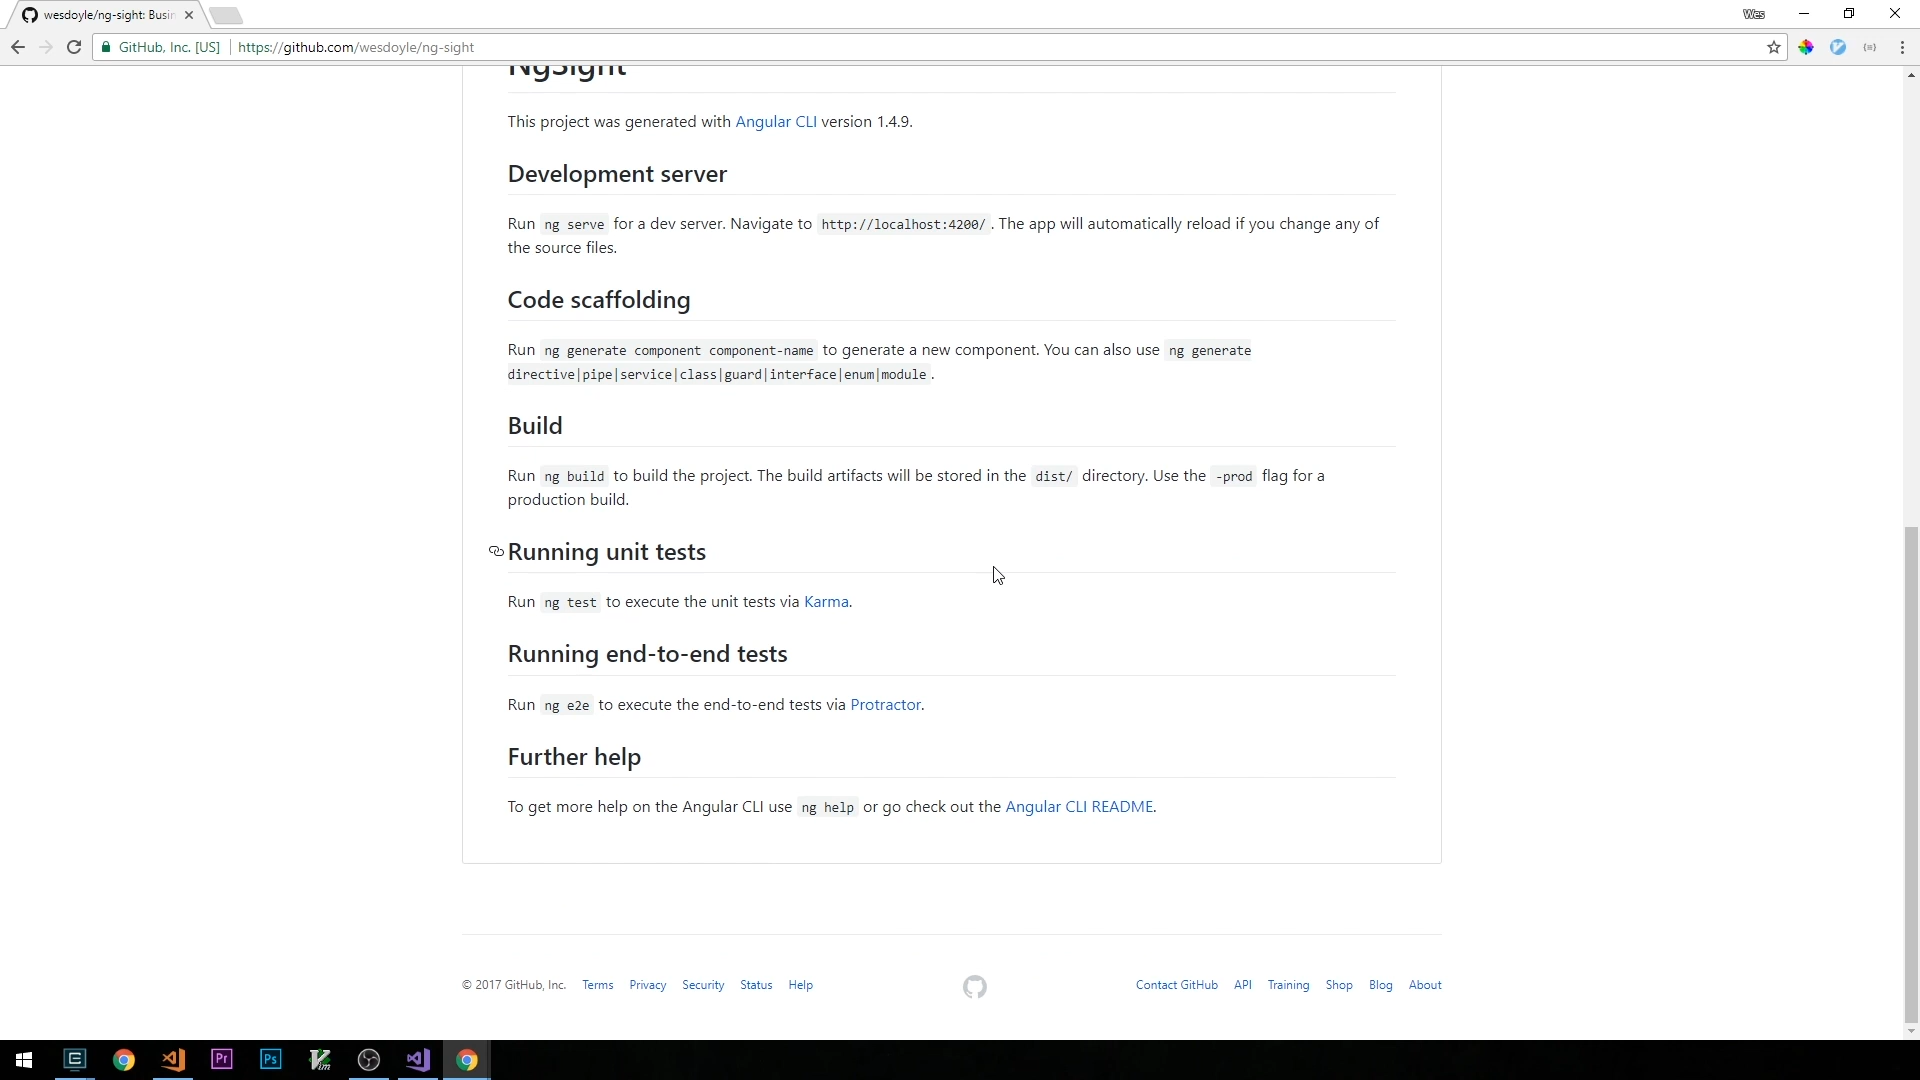 wesdoyle/ng-sight: Busin
Wes
GitHub, Inc. [US] https://github.com/wesdoyle/ng-sight
NgSight
This project was generated with Angular CLI version 1.4.9.
Development server
Run ng serve for a dev server. Navigate to http://localhost:4200/ . The app will automatically reload if you change any of
the source files.
Code scaffolding
Run ng generate component component-name to generate a new component. You can also use ng generate
directive|pipe|service|class|guard|interface|enum|module .
Build
Run ng build to build the project. The build artifacts will be stored in the dist/ directory. Use the -prod flag for a
production build.
Running unit tests
Run ng test to execute the unit tests via Karma.
Running end-to-end tests
Run ng e2e to execute the end-to-end tests via Protractor.
Further help
To get more help on the Angular CLI use ng help or go check out the Angular CLI README.
© 2017 GitHub, Inc. Terms Privacy Security Status Help Contact GitHub API Training Shop Blog About
Pr Ps Vim